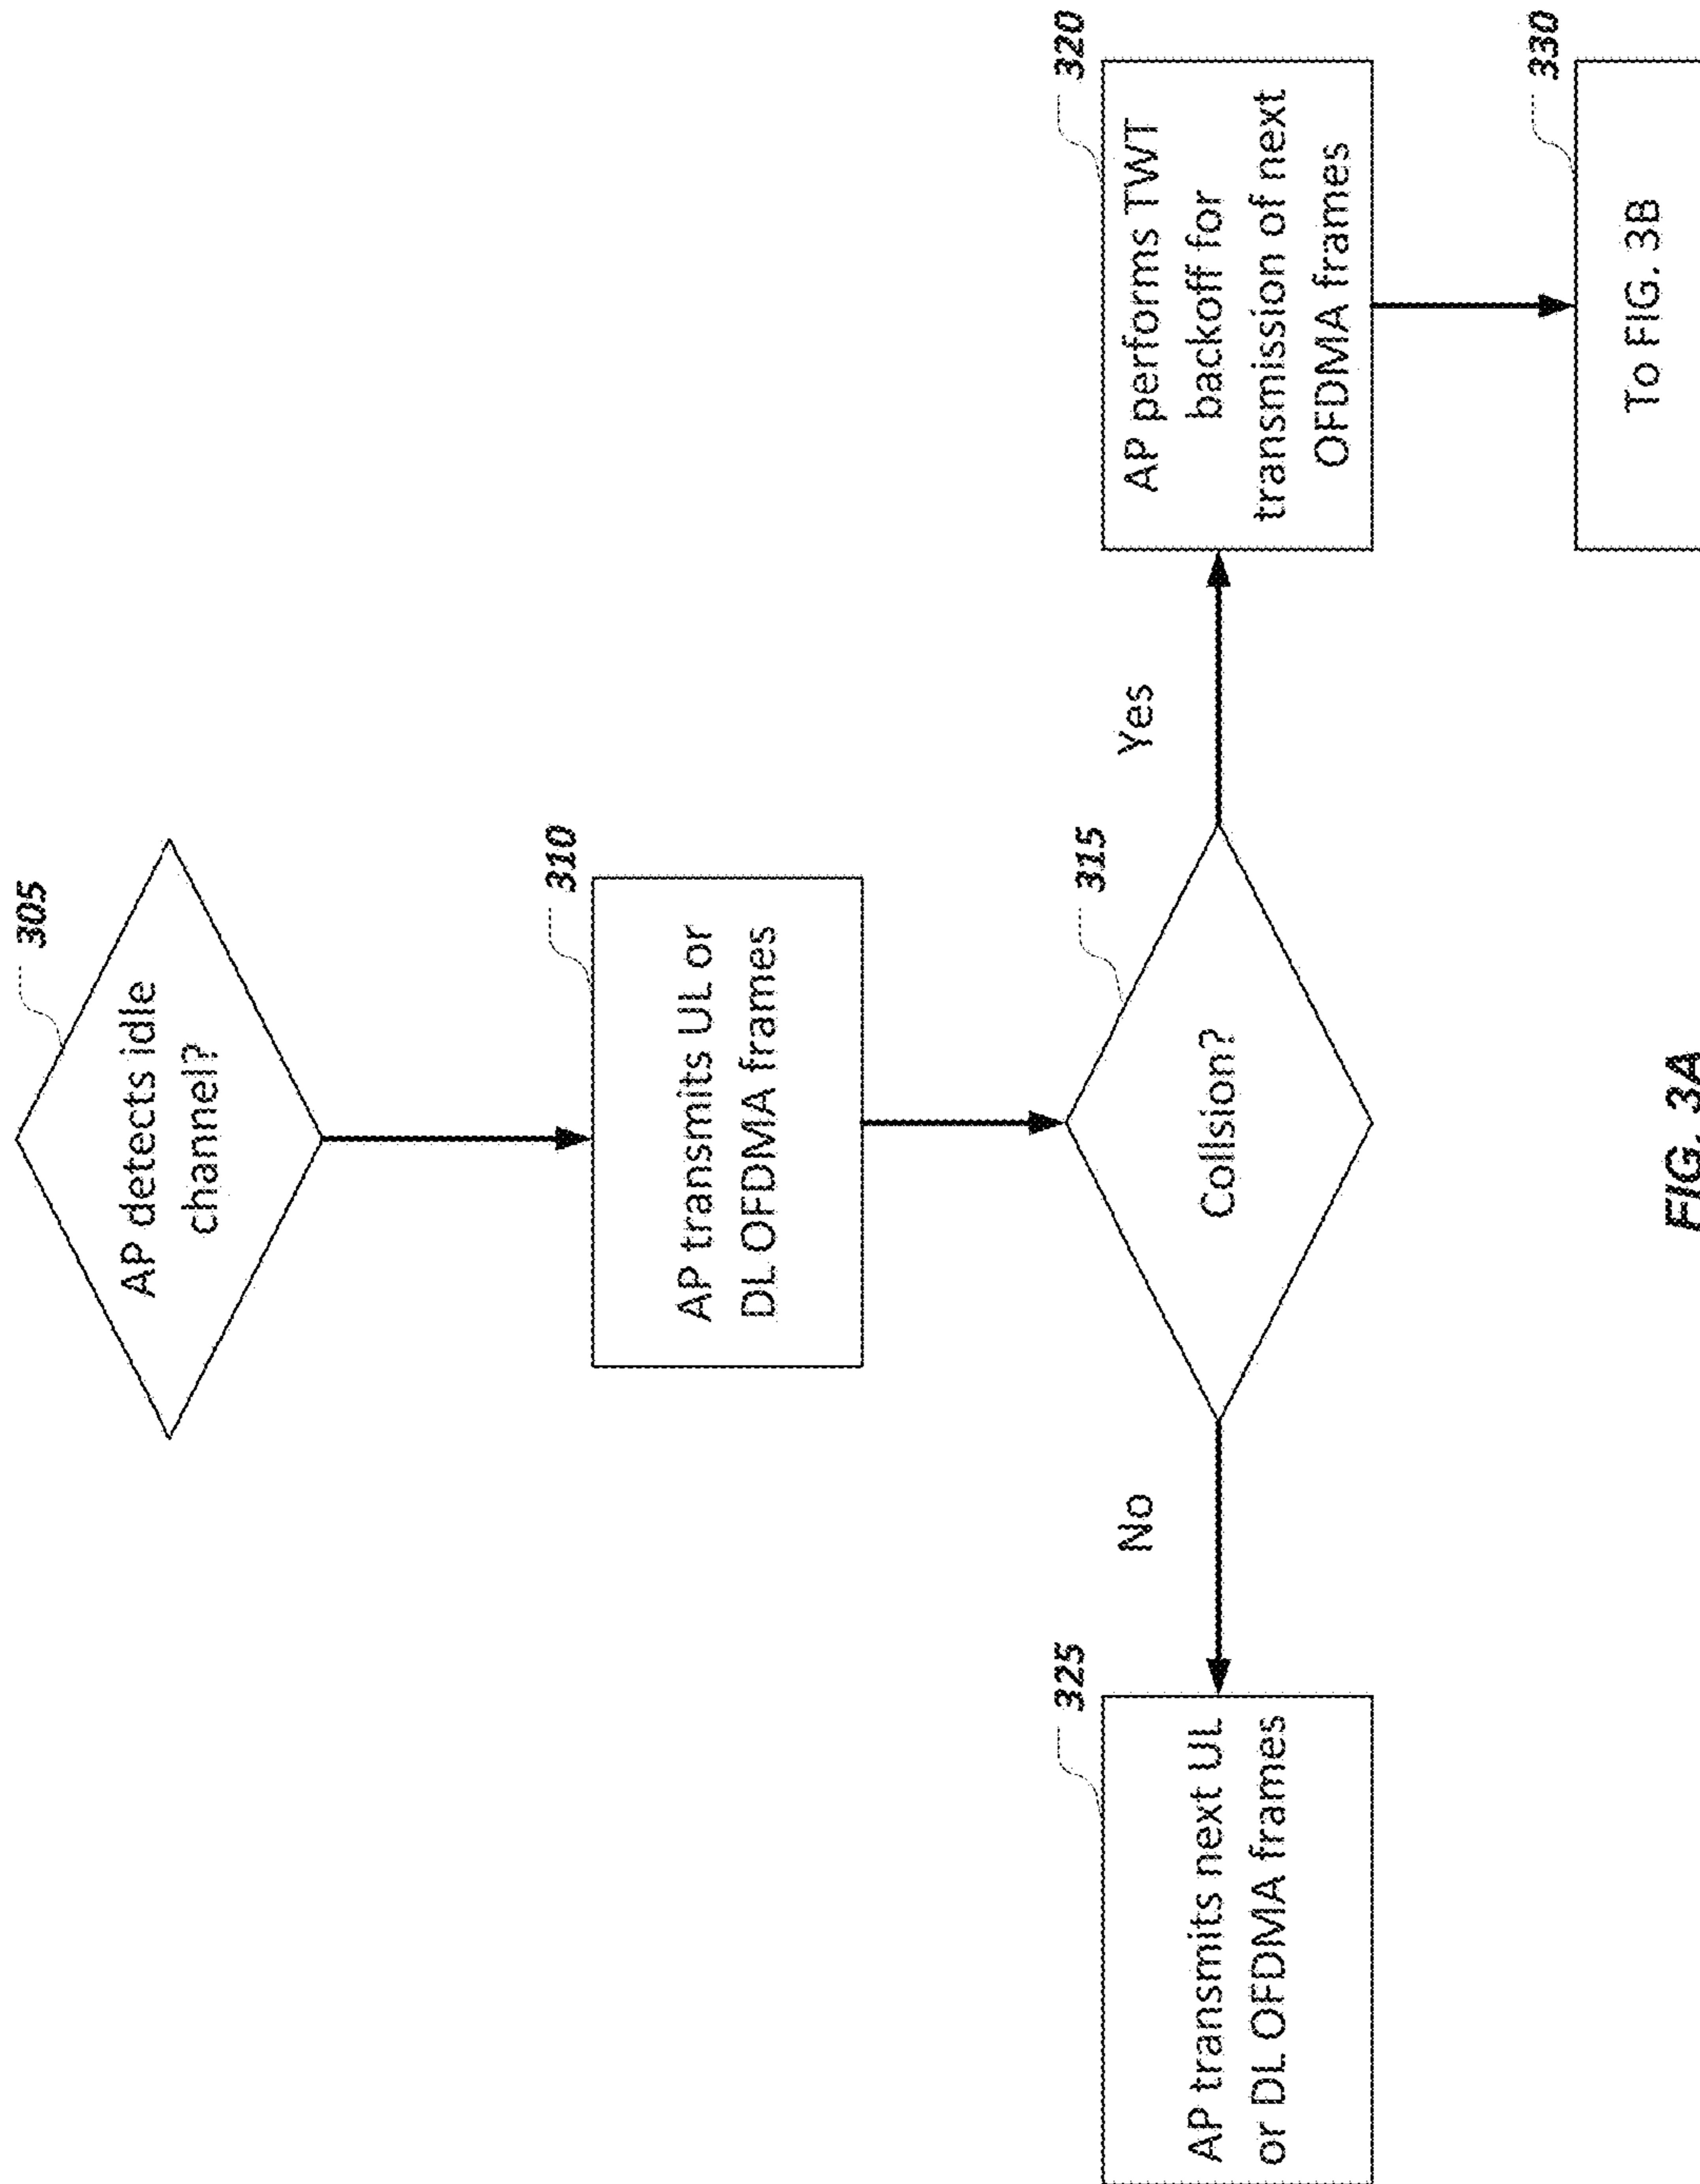 305
AP detects idle
channel?
310
AP transmits UL or
DL OFDMA frames
315
Collision?
No
Yes
325
AP transmits next UL
or DL OFDMA frames
320
AP performs TWT
backoff for
transmission of next
OFDMA frames
330
To FIG. 3B
FIG. 3A